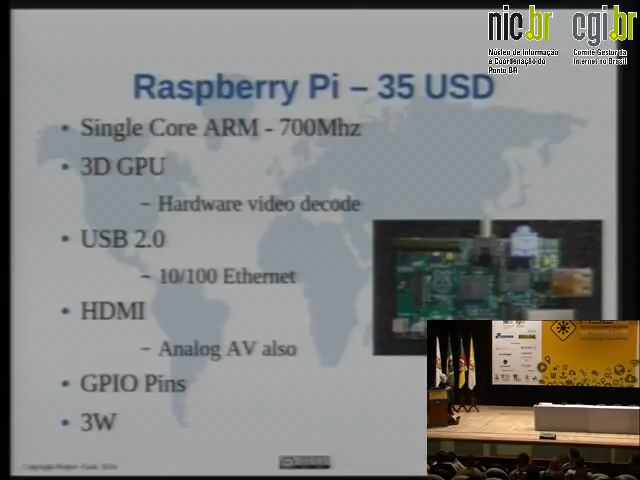 nic.br cgi.br
Núcleo de Informação
e Coordenação do
Ponto BR
Comitê Gestor da
Internet no Brasil
Raspberry Pi – 35 USD
• Single Core ARM - 700Mhz
• 3D GPU
– Hardware video decode
• USB 2.0
– 10/100 Ethernet
• HDMI
– Analog AV also
• GPIO Pins
• 3W